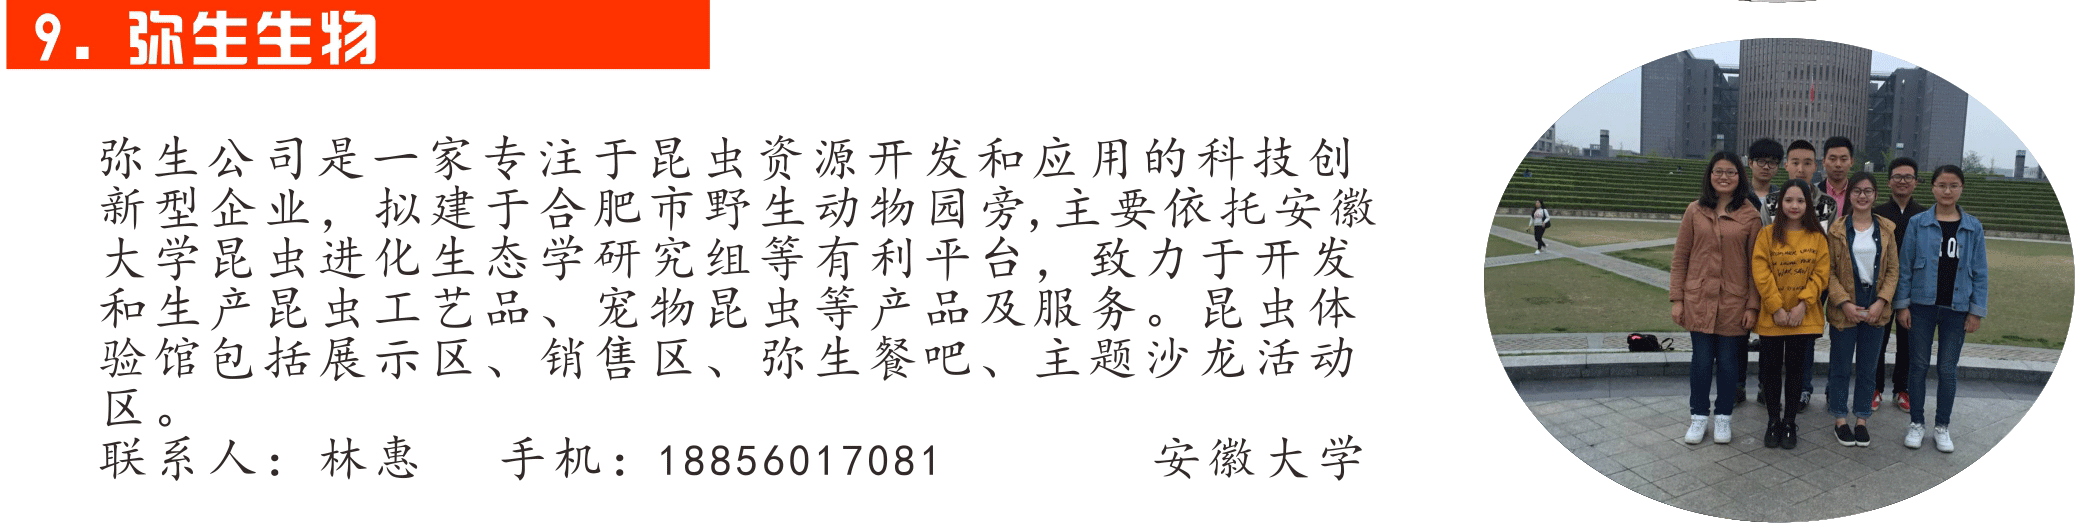 9. 弥生生物
弥生公司是一家专注于昆虫资源开发和应用的科技创
新型企业，拟建于合肥市野生动物园旁,主要依托安徽
大学昆虫进化生态学研究组等有利平台，致力于开发
和生产昆虫工艺品、宠物昆虫等产品及服务。昆虫体
验馆包括展示区、销售区、弥生餐吧、主题沙龙活动
区。
联系人：林惠 手机：18856017081 安徽大学